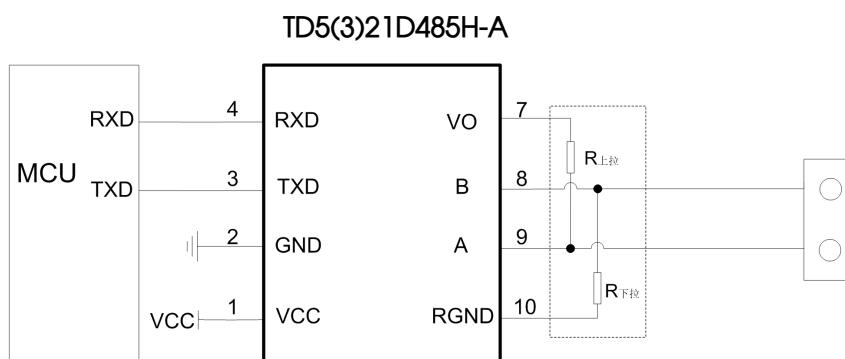 TD5(3)21D485H-A
RXD 4 RXD VO 7
R上拉
MCU
TXD 3 TXD B 8
2 GND A 9
R下拉
VCC 1 VCC RGND 10